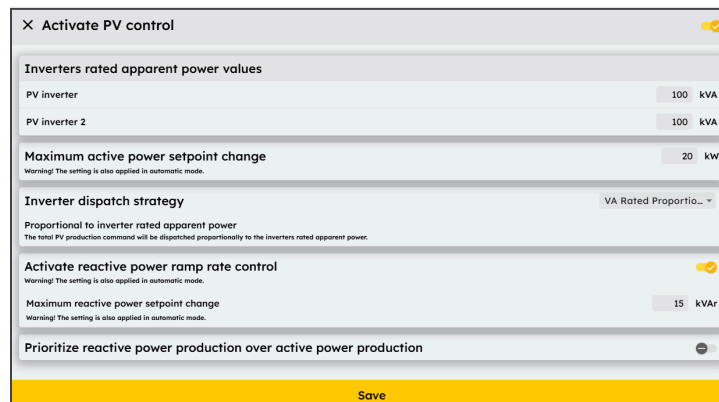 Activate PV control
Inverters rated apparent power values
PV inverter 100 kVA
PV inverter 2 100 kVA
Maximum active power setpoint change 20 kW
Warning! The setting is also applied in automatic mode.
Inverter dispatch strategy VA Rated Proportio...
Proportional to inverter rated apparent power
The total PV production command will be dispatched proportionally to the inverters rated apparent power.
Activate reactive power ramp rate control
Warning! The setting is also applied in automatic mode.
Maximum reactive power setpoint change 15 kVAr
Warning! The setting is also applied in automatic mode.
Prioritize reactive power production over active power production
Save